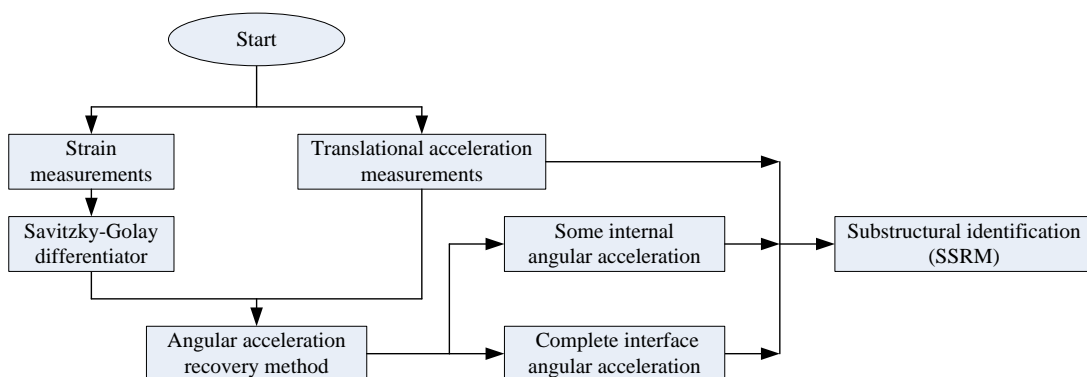 Start
Strain
measurements
Translational acceleration
measurements
Savitzky-Golay
differentiator
Some internal
angular acceleration
Substructural identification
(SSRM)
Angular acceleration
recovery method
Complete interface
angular acceleration